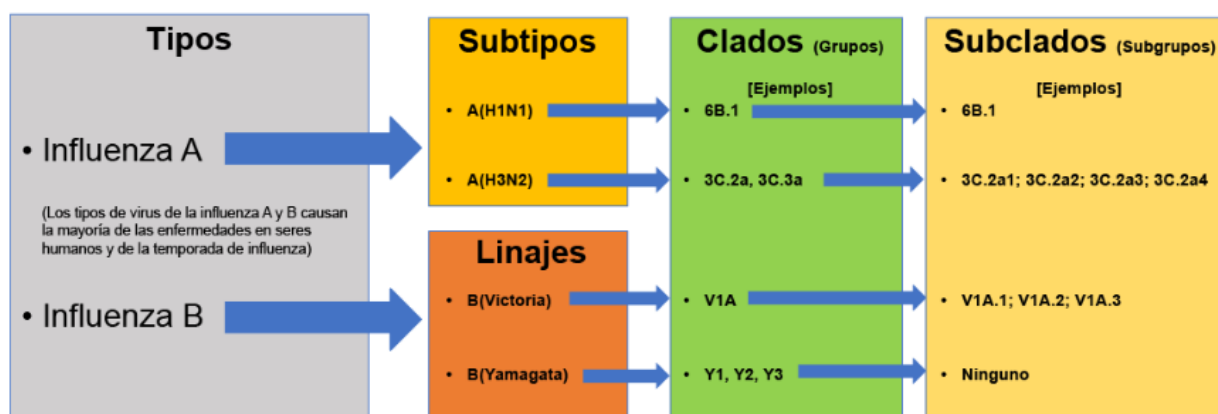 Tipos
• Influenza A
(Los tipos de virus de la influenza A y B causan
la mayoría de las enfermedades en seres
humanos y de la temporada de influenza)
• Influenza B
Subtipos
• A(H1N1)
• A(H3N2)
Linajes
• B(Victoria)
• B(Yamagata)
Clados (Grupos)
[Ejemplos]
• 6B.1
• 3C.2a, 3C.3a
• V1A
• Y1, Y2, Y3
Subclados (Subgrupos)
[Ejemplos]
• 6B.1
• 3C.2a1; 3C.2a2; 3C.2a3; 3C.2a4
• V1A.1; V1A.2; V1A.3
• Ninguno